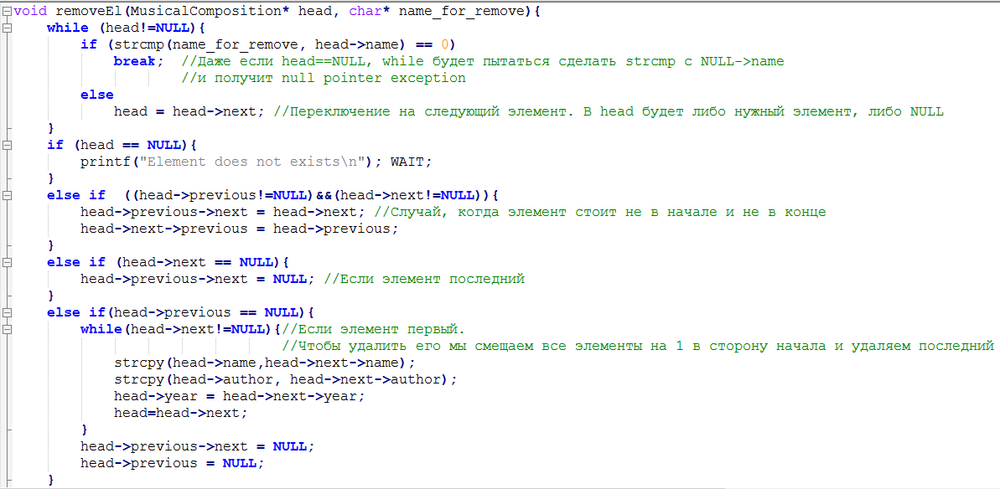 void removeEl(MusicalComposition* head, char* name_for_remove){
    while (head!=NULL){
        if (strcmp(name_for_remove, head->name) == 0)
            break;  //Даже если head==NULL, while будет пытаться сделать strcmp с NULL->name
                    //и получит null pointer exception
        else
            head = head->next; //Переключение на следующий элемент. В head будет либо нужный элемент, либо NULL
    }
    if (head == NULL){
        printf("Element does not exists\n"); WAIT;
    }
    else if  ((head->previous!=NULL)&&(head->next!=NULL)){
        head->previous->next = head->next; //Случай, когда элемент стоит не в начале и не в конце
        head->next->previous = head->previous;
    }
    else if (head->next == NULL){
        head->previous->next = NULL; //Если элемент последний
    }
    else if(head->previous == NULL){
        while(head->next!=NULL){//Если элемент первый.
                                //Чтобы удалить его мы смещаем все элементы на 1 в сторону начала и удаляем последний
            strcpy(head->name,head->next->name);
            strcpy(head->author, head->next->author);
            head->year = head->next->year;
            head=head->next;
        }
        head->previous->next = NULL;
        head->previous = NULL;
    }